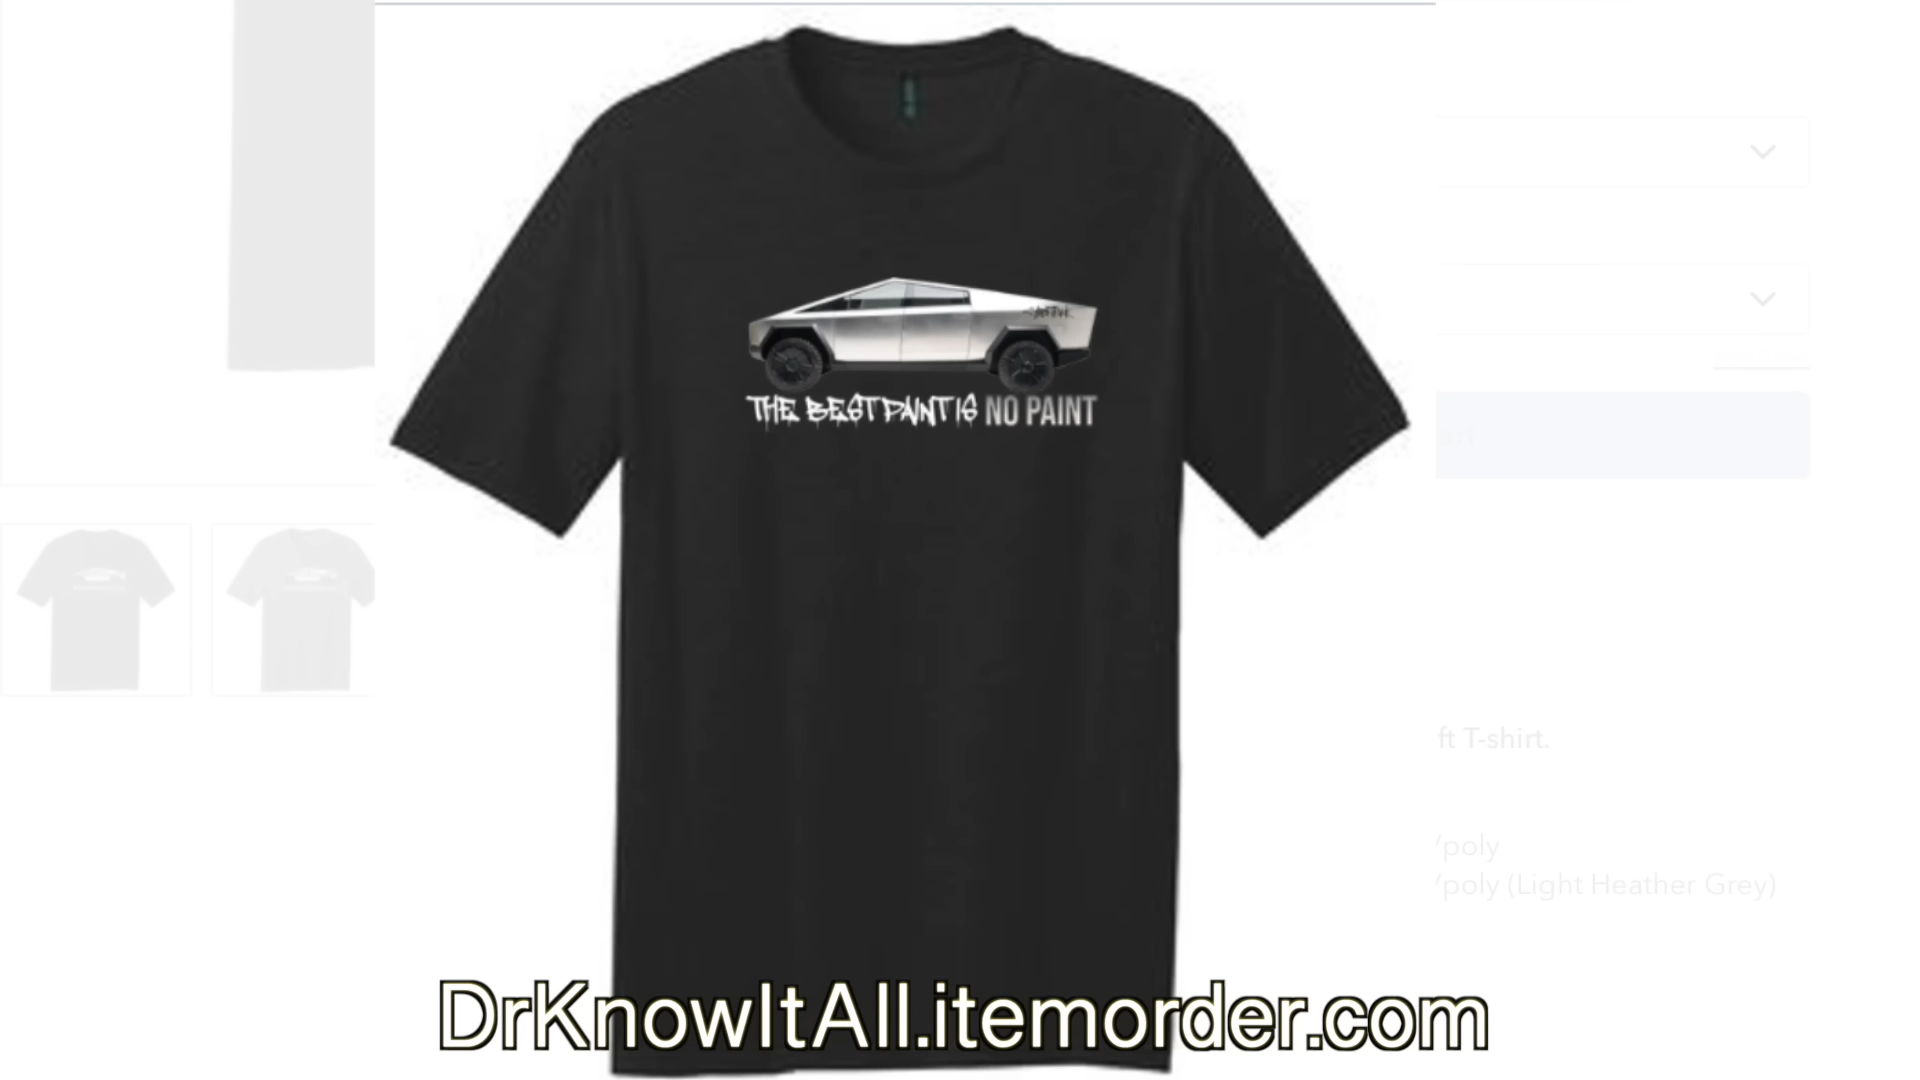 THE BEST PAINT IS NO PAINT
ft T-shirt.
/poly
/poly (Light Heather Grey)
DrKnowItAll.itemorder.com